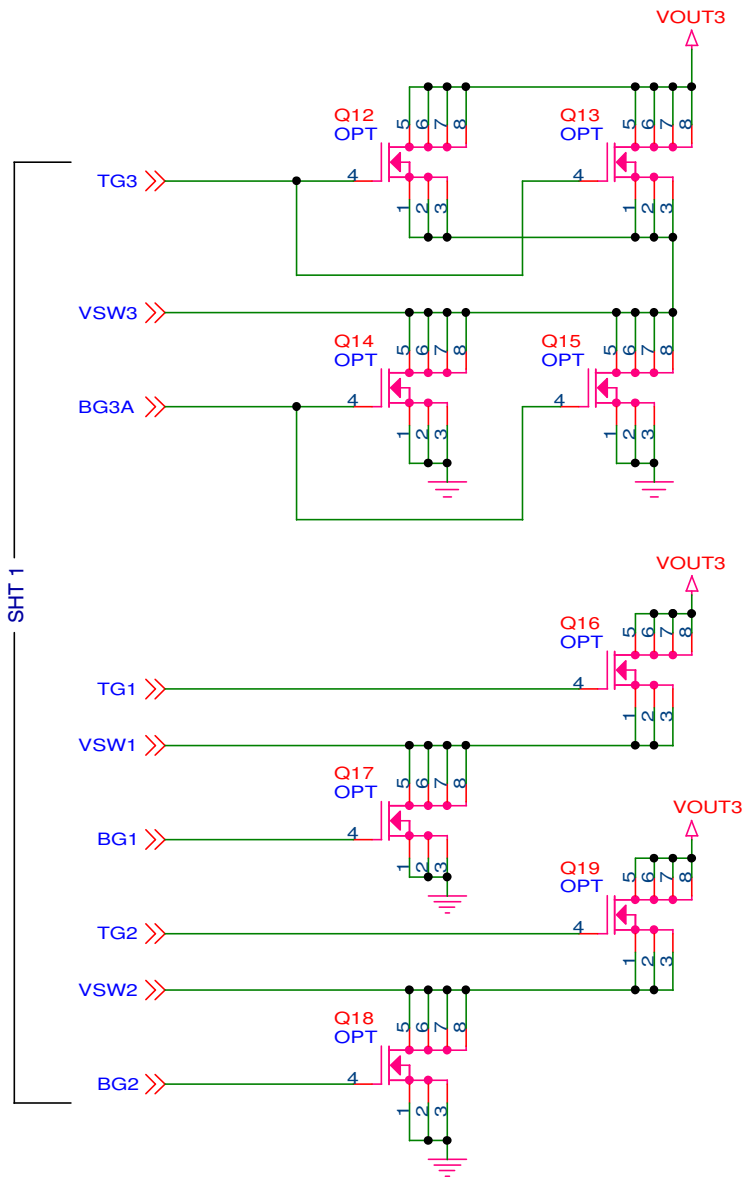 VOUT3
Q12
OPT
5 6 7 8
Q13
OPT
5 6 7 8
TG3
4
4
1 2 3
1 2 3
VSW3
Q14
OPT
5 6 7 8
Q15
OPT
5 6 7 8
BG3A
4
4
1 2 3
1 2 3
SHT 1
VOUT3
Q16
OPT
5 6 7 8
TG1
4
1 2 3
VSW1
Q17
OPT
5 6 7 8
BG1
4
1 2 3
VOUT3
Q19
OPT
5 6 7 8
TG2
4
1 2 3
VSW2
Q18
OPT
5 6 7 8
BG2
4
1 2 3